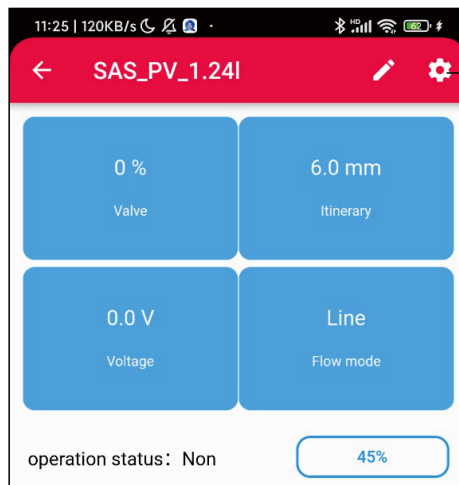 11:25 | 120KB/s
HD
62
SAS_PV_1.24l
0 %
Valve
6.0 mm
Itinerary
0.0 V
Voltage
Line
Flow mode
operation status：Non
45%